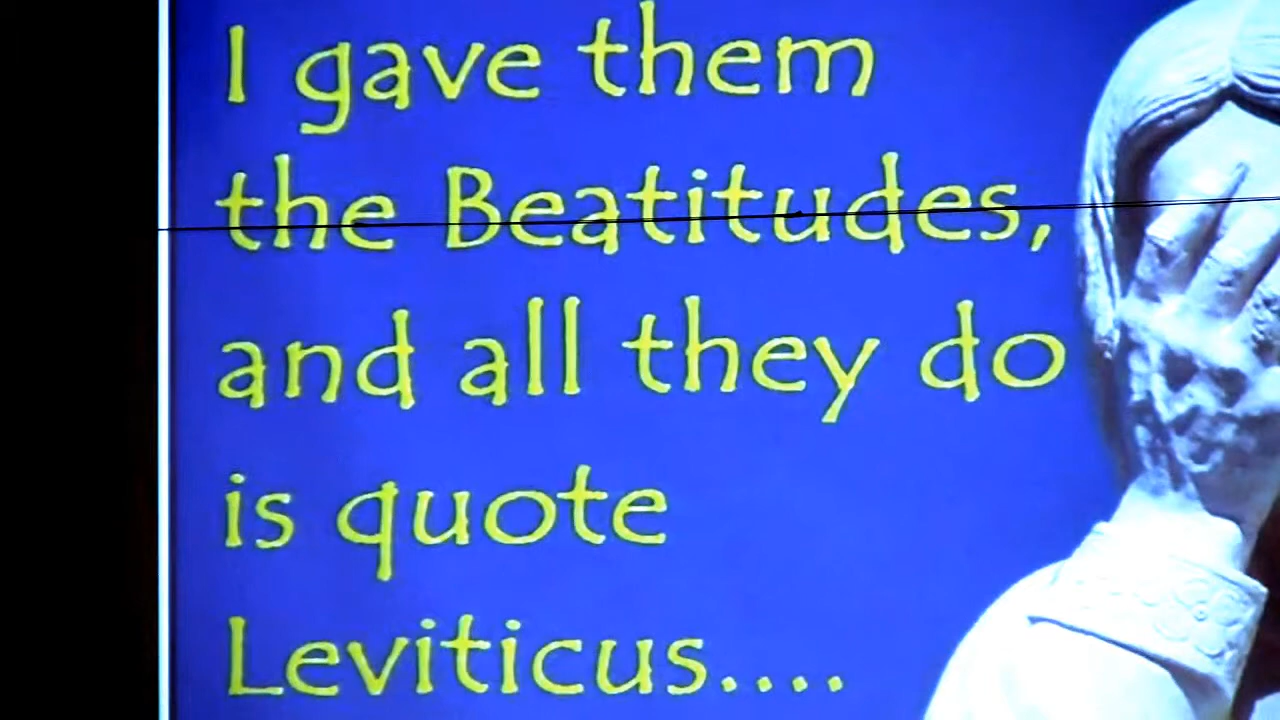 I gave them
the Beatitudes,
and all they do
is quote
Leviticus....